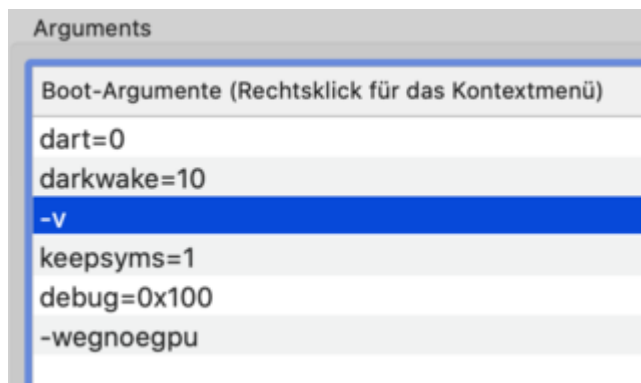 Arguments
Boot-Argumente (Rechtsklick für das Kontextmenü)
dart=0
darkwake=10
-v
keepsyms=1
debug=0x100
-wegnoegpu